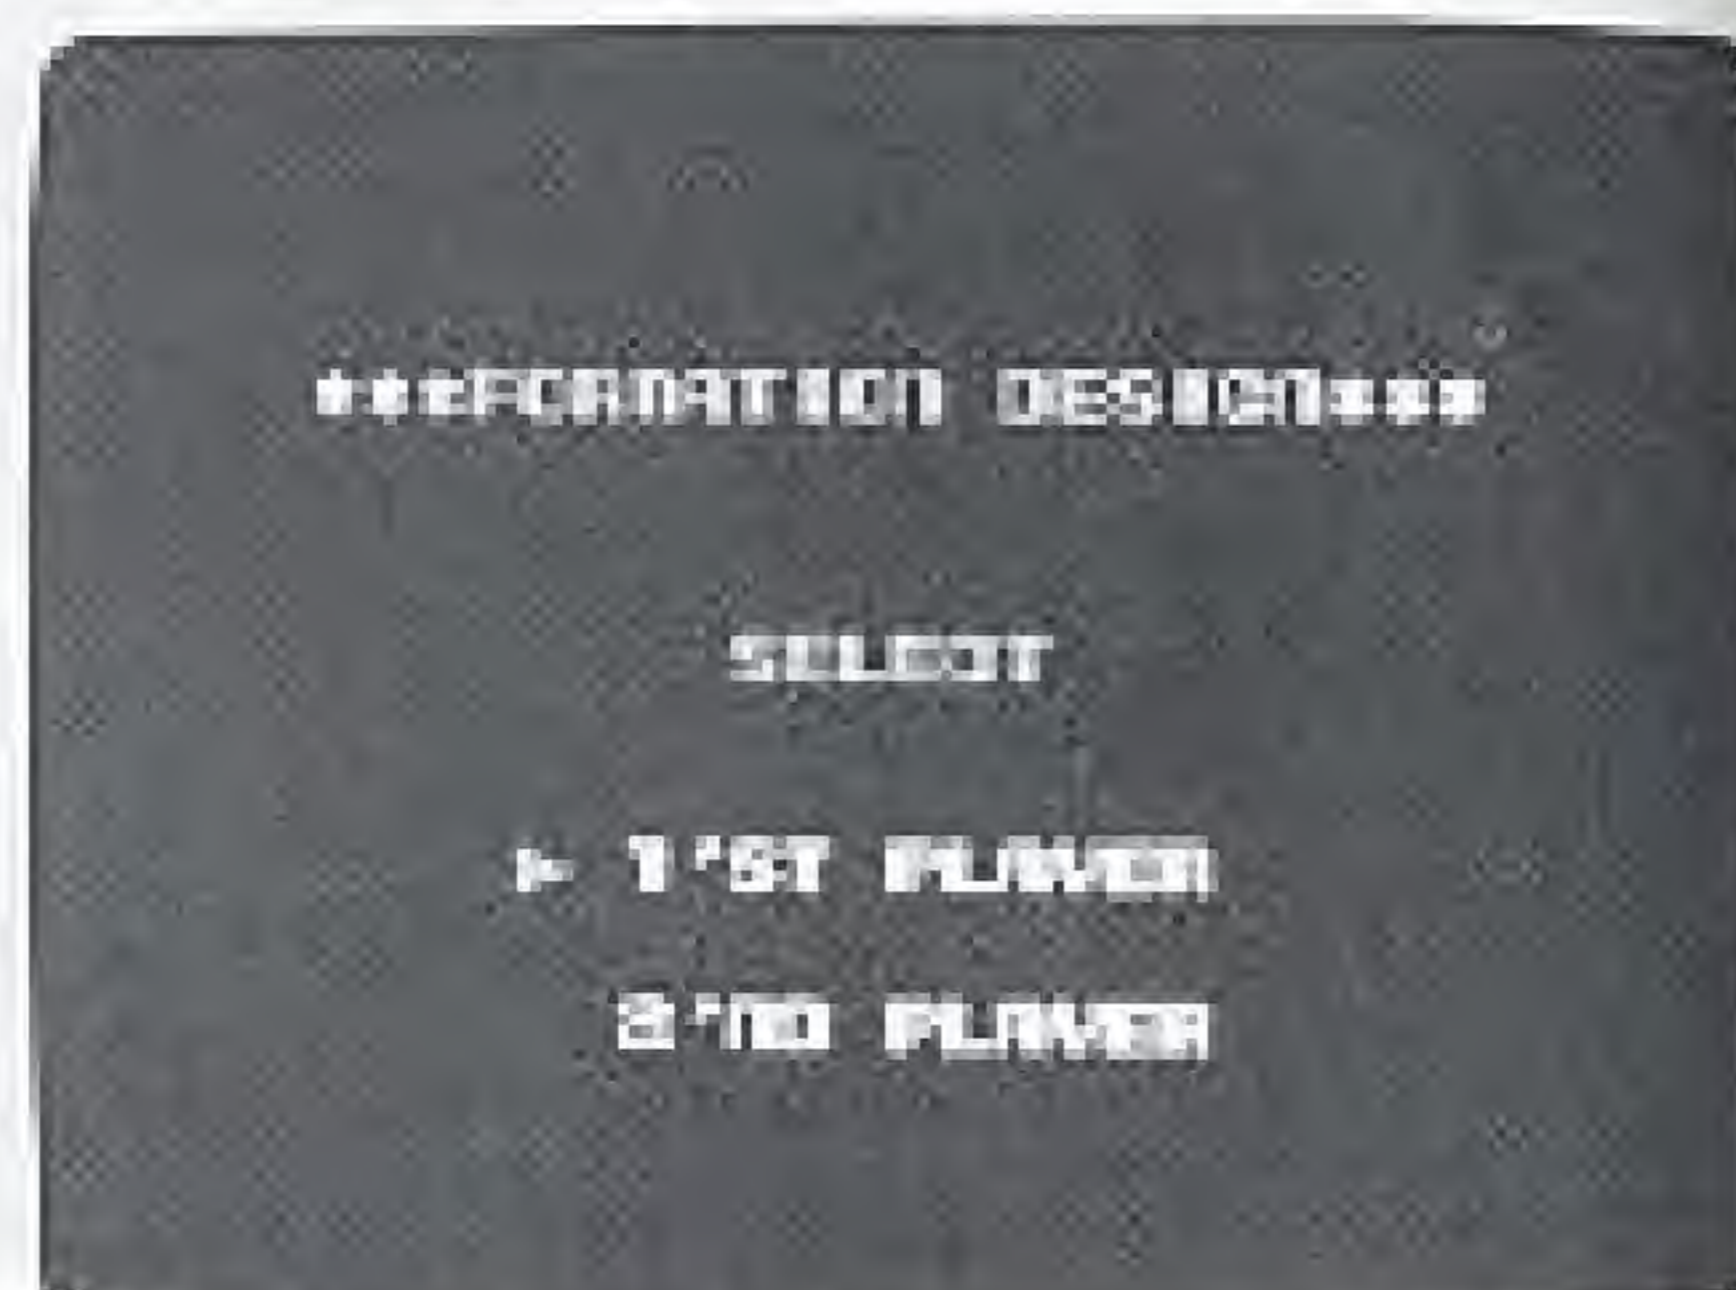 ***FORMATION DESIGN***
SELECT
▶ 1'ST PLAYER
2'ND PLAYER